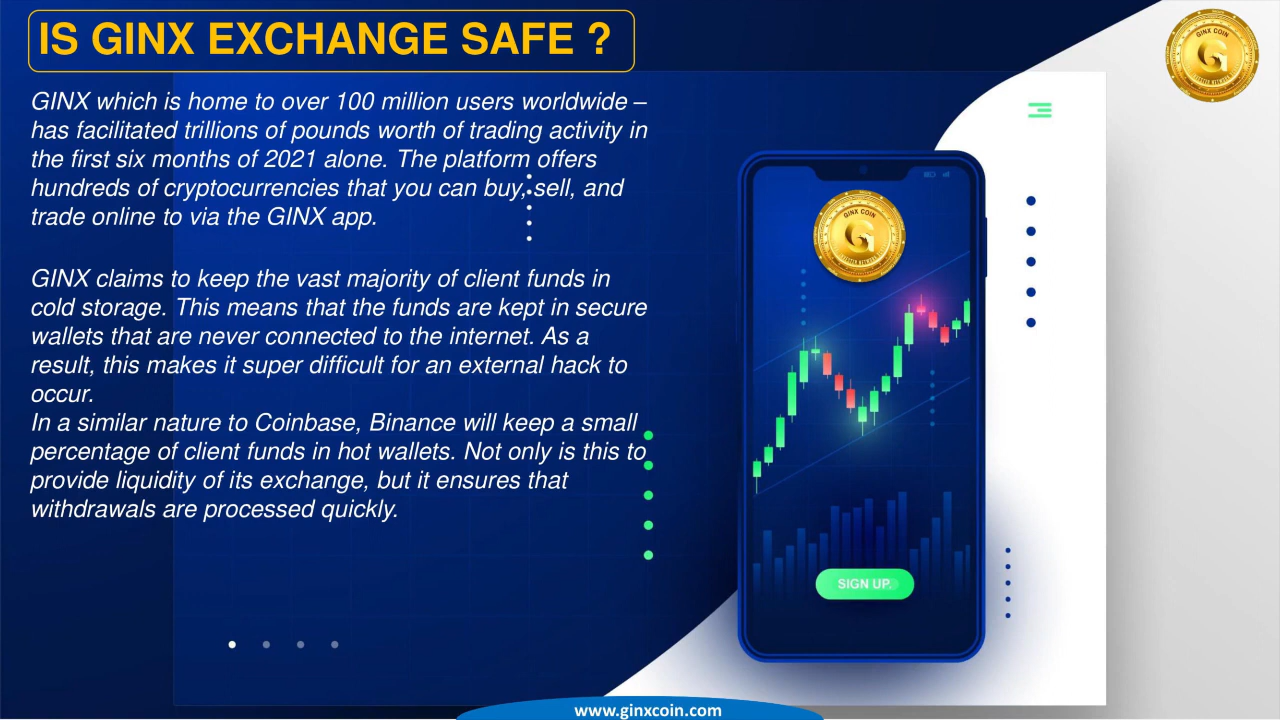 IS GINX EXCHANGE SAFE ?
GINX COIN
GINX which is home to over 100 million users worldwide –
has facilitated trillions of pounds worth of trading activity in
the first six months of 2021 alone. The platform offers
hundreds of cryptocurrencies that you can buy, sell, and
trade online to via the GINX app.
GINX claims to keep the vast majority of client funds in
cold storage. This means that the funds are kept in secure
wallets that are never connected to the internet. As a
result, this makes it super difficult for an external hack to
occur.
In a similar nature to Coinbase, Binance will keep a small
percentage of client funds in hot wallets. Not only is this to
provide liquidity of its exchange, but it ensures that
withdrawals are processed quickly.
GINX COIN
SIGN UP.
www.ginxcoin.com